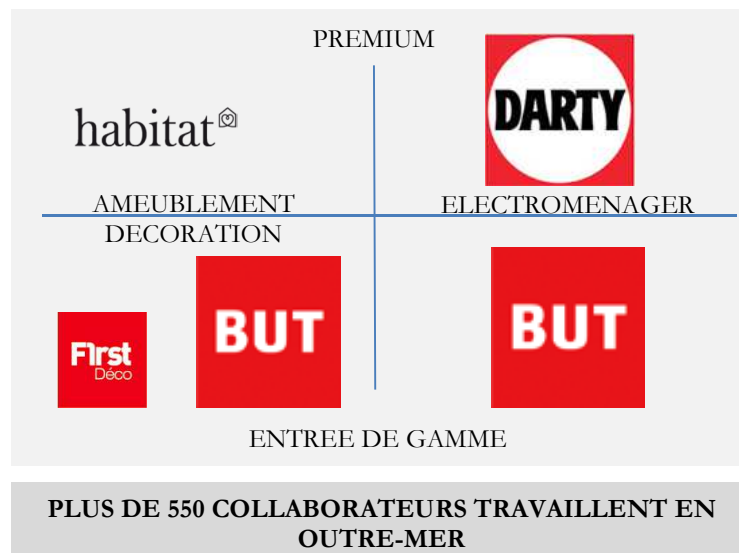 PREMIUM
habitat
DARTY
AMEUBLEMENT
DECORATION
ELECTROMENAGER
First
Déco
BUT
BUT
ENTREE DE GAMME
PLUS DE 550 COLLABORATEURS TRAVAILLENT EN
OUTRE-MER